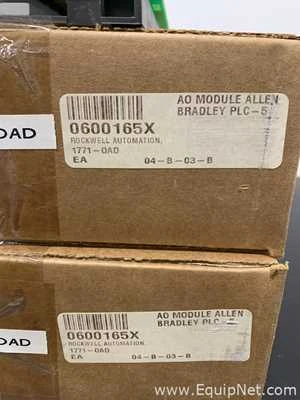 OAD
AO MODULE ALLEN
BRADLEY PLC-5
0600165X
ROCKWELL AUTOMATION,
1771-OAD
EA 04-B-03-B
OAD
AO MODULE ALLEN
BRADLEY PLC-5
0600165X
ROCKWELL AUTOMATION,
1771-OAD
EA 04-B-03-B
www.EquipNet.com